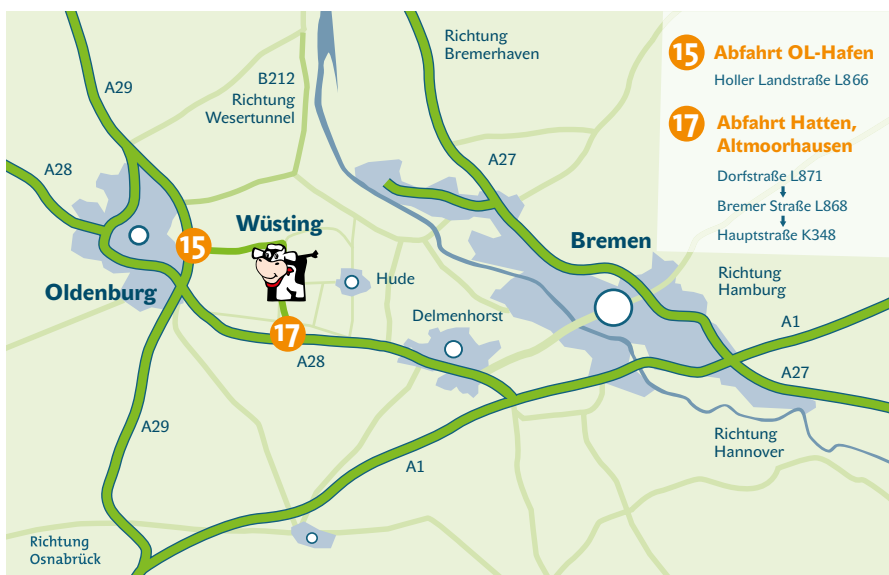 15 Abfahrt OL-Hafen
Holler Landstraße L866
17 Abfahrt Hatten,
Altmoorhausen
Dorfstraße L871
Bremer Straße L868
Hauptstraße K348
Richtung
Bremerhaven
A29
B212
Richtung
Wesertunnel
A27
A28
Wüsting
15
Bremen
Oldenburg
Hude
Richtung
Hamburg
Delmenhorst
A1
17
A28
A27
A29
Richtung
Hannover
A1
Richtung
Osnabrück